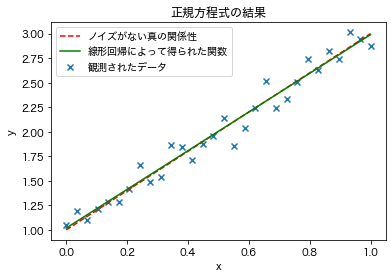 正規方程式の結果
ノイズがない真の関係性
線形回帰によって得られた関数
観測されたデータ
3.00
2.75
2.50
2.25
2.00
1.75
1.50
1.25
1.00
y
0.0 0.2 0.4 0.6 0.8 1.0
x